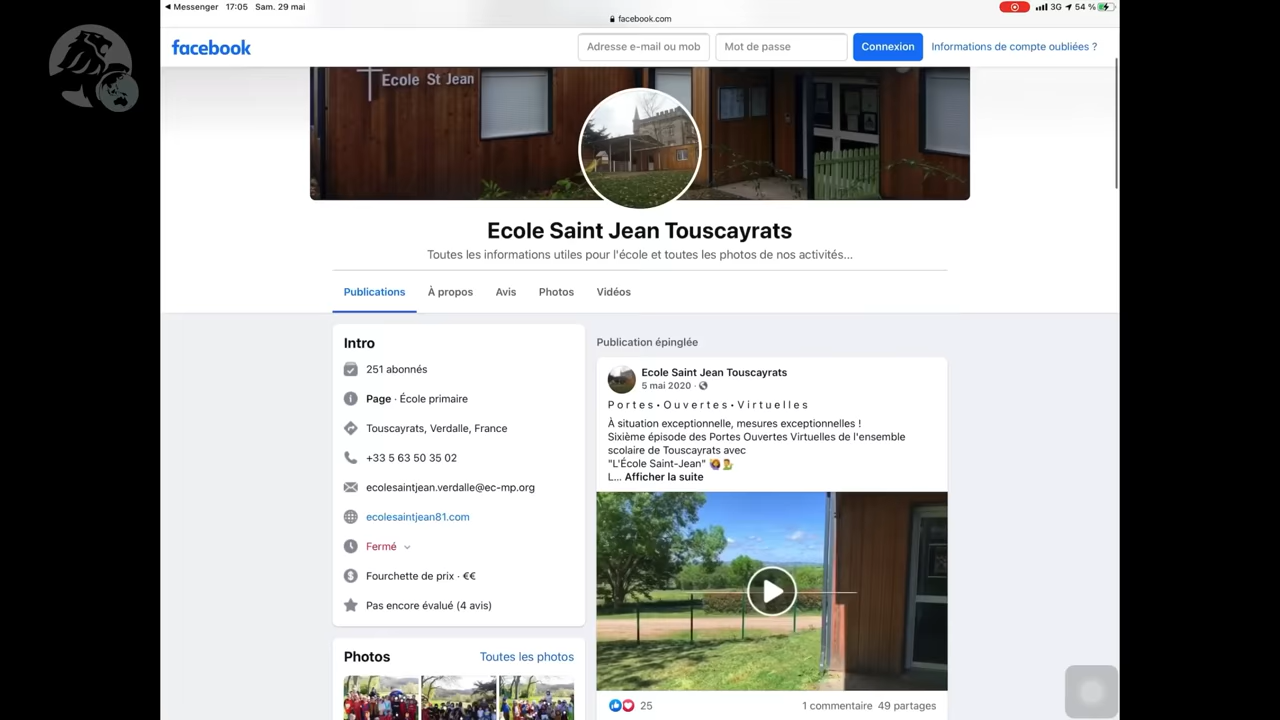 Messenger 17:05 Sam. 29 mai
3G 54 %
facebook.com
facebook
Adresse e-mail ou mob
Mot de passe
Connexion
Informations de compte oubliées ?
Ecole St Jean
Ecole Saint Jean Touscayrats
Toutes les informations utiles pour l'école et toutes les photos de nos activités...
Publications
À propos
Avis
Photos
Vidéos
Intro
251 abonnés
Page · École primaire
Touscayrats, Verdalle, France
+33 5 63 50 35 02
ecolesaintjean.verdalle@ec-mp.org
ecolesaintjean81.com
Fermé
Fourchette de prix · €€
Pas encore évalué (4 avis)
Photos
Toutes les photos
Publication épinglée
Ecole Saint Jean Touscayrats
5 mai 2020 ·
P o r t e s • O u v e r t e s • V i r t u e l l e s
À situation exceptionnelle, mesures exceptionnelles !
Sixième épisode des Portes Ouvertes Virtuelles de l'ensemble
scolaire de Touscayrats avec
"L'École Saint-Jean" 🙋‍♀️💁‍♂️
L... Afficher la suite
25
1 commentaire 49 partages